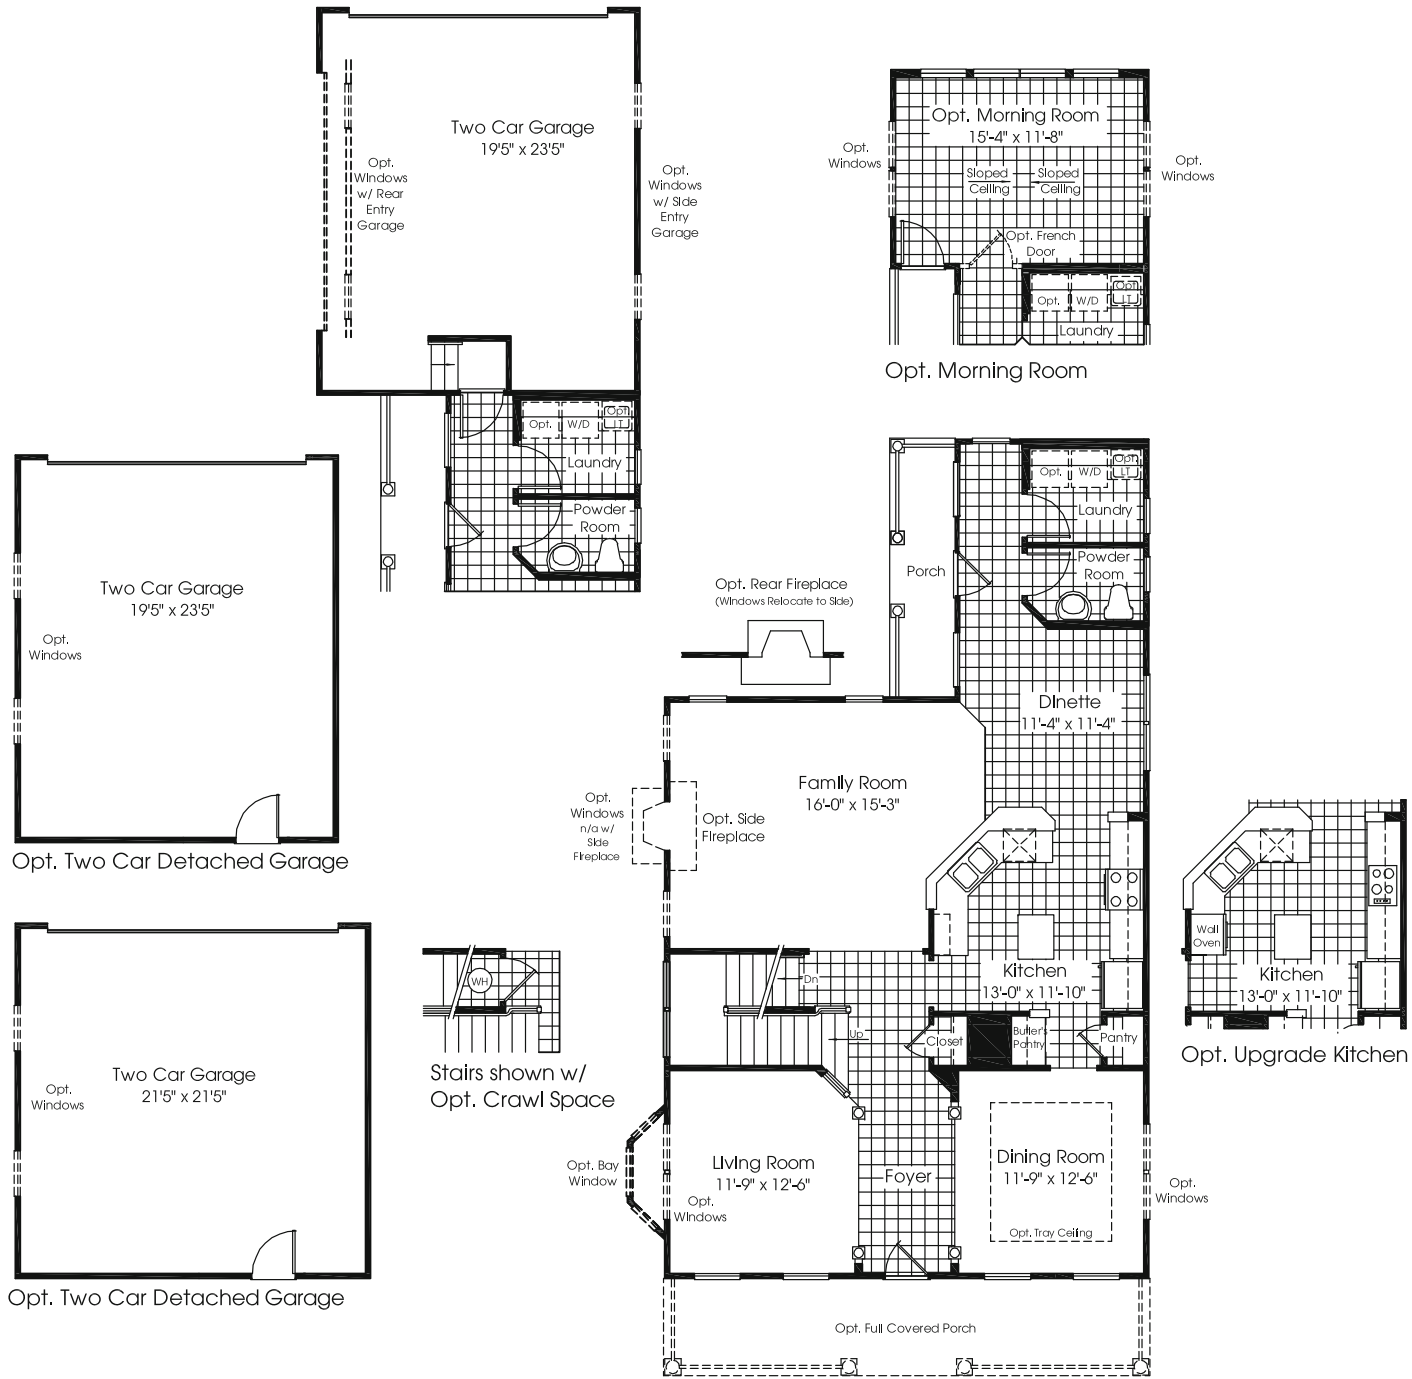 Two Car Garage
19'5" x 23'5"
Opt.
Windows
w/ Rear
Entry
Garage
Opt.
Windows
w/ Side
Entry
Garage
Opt.
W/D
Opt.
LT
Laundry
Powder
Room
Opt. Morning Room
15'-4" x 11'-8"
Opt.
Windows
Opt.
Windows
Sloped
Ceiling
Sloped
Ceiling
Opt. French
Door
Opt.
W/D
Opt.
LT
Laundry
Opt. Morning Room
Two Car Garage
19'5" x 23'5"
Opt.
Windows
Opt. Two Car Detached Garage
Two Car Garage
21'5" x 21'5"
Opt.
Windows
Opt. Two Car Detached Garage
WH
Stairs shown w/
Opt. Crawl Space
Opt. Rear Fireplace
(Windows Relocate to Side)
Opt.
W/D
Opt.
LT
Laundry
Powder
Room
Porch
Dinette
11'-4" x 11'-4"
Family Room
16'-0" x 15'-3"
Opt.
Windows
n/a w/
Side
Fireplace
Opt. Side
Fireplace
Kitchen
13'-0" x 11'-10"
Dn
Up
Closet
Butler's
Pantry
Pantry
Living Room
11'-9" x 12'-6"
Opt.
Windows
Opt. Bay
Window
Foyer
Dining Room
11'-9" x 12'-6"
Opt. Tray Ceiling
Opt.
Windows
Opt. Full Covered Porch
Wall
Oven
Kitchen
13'-0" x 11'-10"
Opt. Upgrade Kitchen